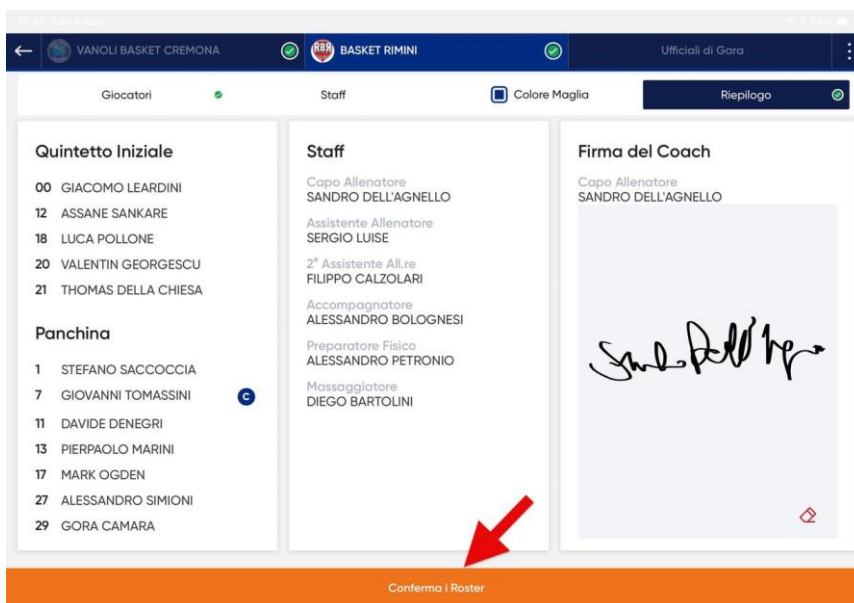 VANOLI BASKET CREMONA
RBR BASKET RIMINI
Ufficiali di Gara
Giocatori
Staff
Colore Maglia
Riepilogo
Quintetto Iniziale
00 GIACOMO LEARDINI
12 ASSANE SANKARE
18 LUCA POLLONE
20 VALENTIN GEORGESCU
21 THOMAS DELLA CHIESA
Panchina
1 STEFANO SACCOCCIA
7 GIOVANNI TOMASSINI C
11 DAVIDE DENEGRI
13 PIERPAOLO MARINI
17 MARK OGDEN
27 ALESSANDRO SIMIONI
29 GORA CAMARA
Staff
Capo Allenatore
SANDRO DELL'AGNELLO
Assistente Allenatore
SERGIO LUISE
2° Assistente All.re
FILIPPO CALZOLARI
Accompagnatore
ALESSANDRO BOLOGNESI
Preparatore Fisico
ALESSANDRO PETRONIO
Massaggiatore
DIEGO BARTOLINI
Firma del Coach
Capo Allenatore
SANDRO DELL'AGNELLO
Conferma i Roster